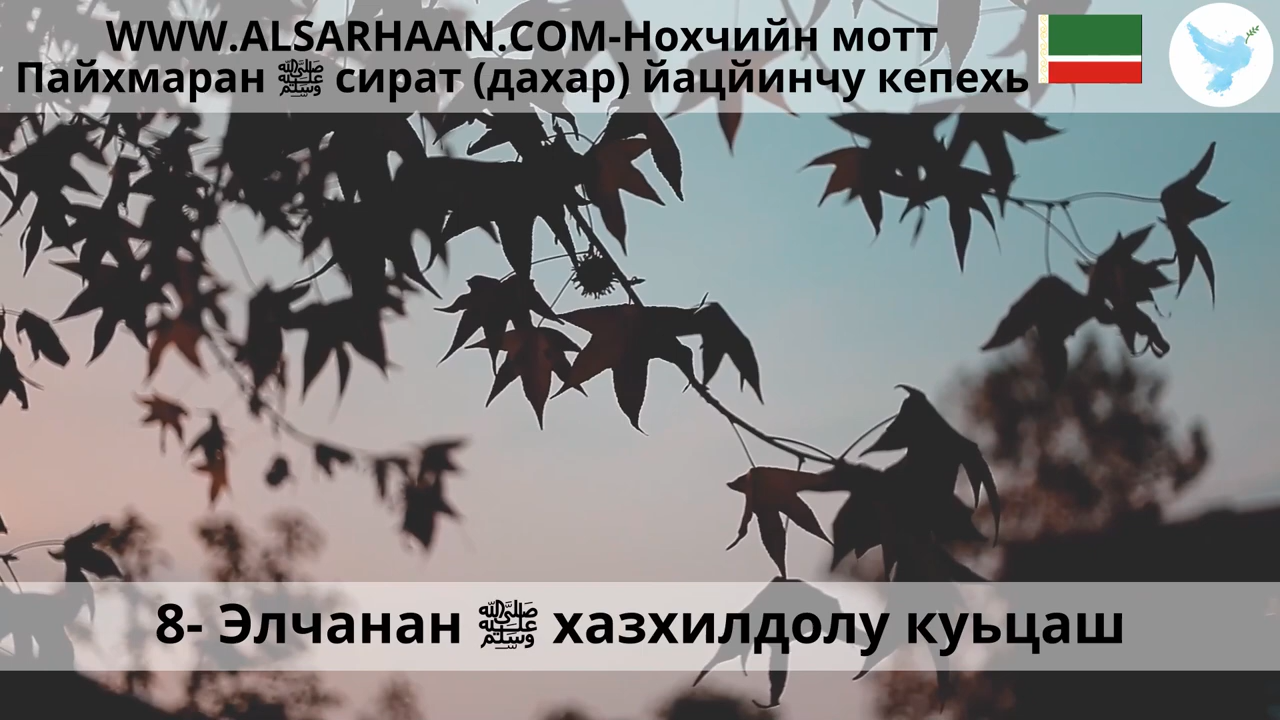 WWW.ALSARHAAN.COM-Нохчийн мотт
Пайхмаран ﷺ сират (дахар) йацйинчу кепехь
8- Элчанан ﷺ хазхилдолу куьцаш